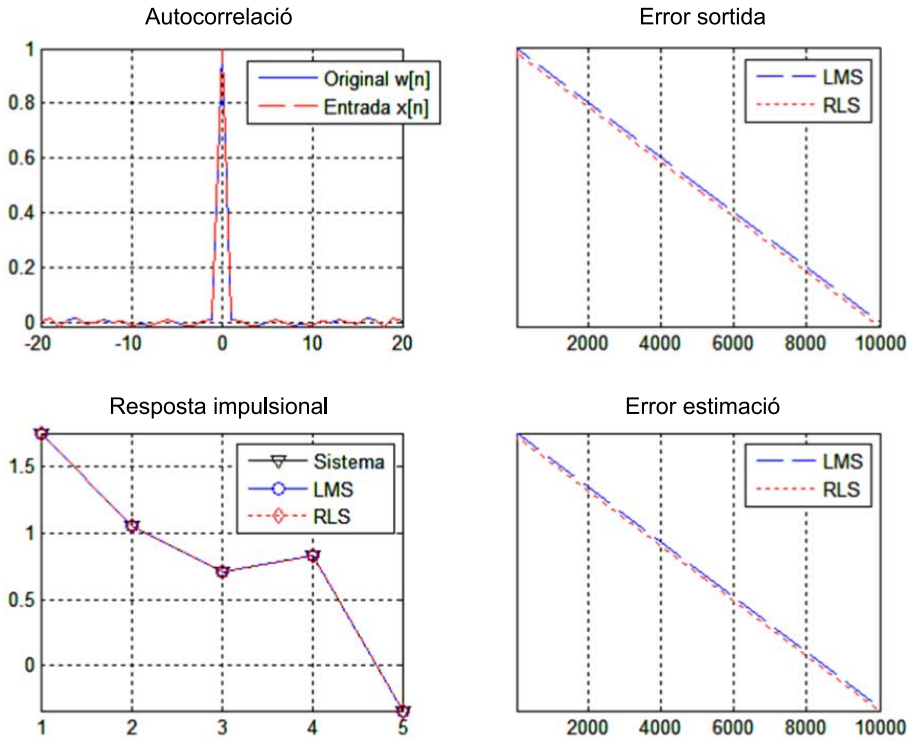 Autocorrelació
1
0.8
0.6
0.4
0.2
0
-20
-10
0
10
20
Original w[n]
Entrada x[n]
Error sortida
LMS
RLS
2000
4000
6000
8000
10000
Resposta impulsional
1.5
1
0.5
0
1
2
3
4
5
Sistema
LMS
RLS
Error estimació
LMS
RLS
2000
4000
6000
8000
10000